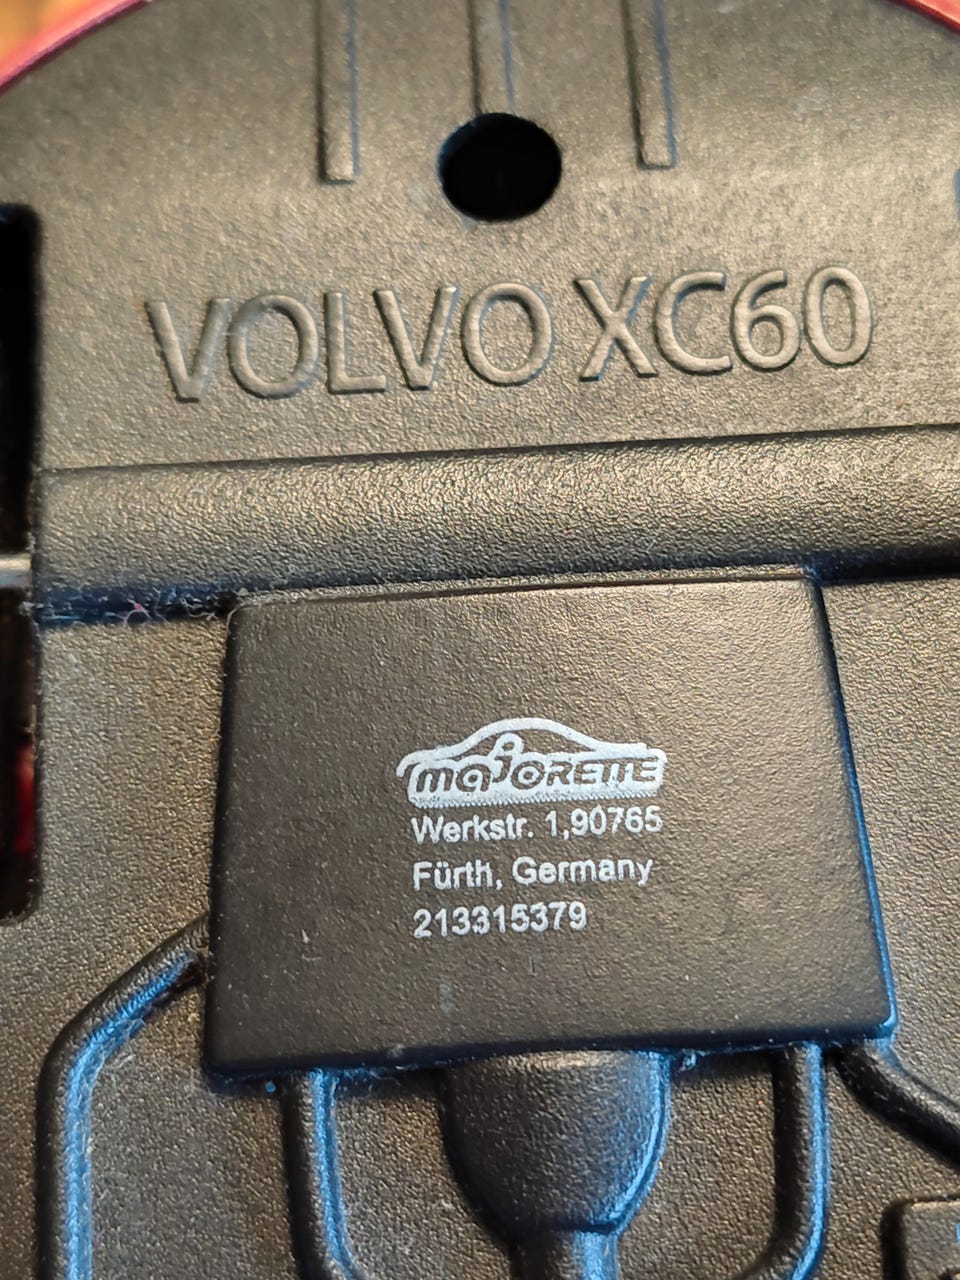 VOLVO XC60
majORETTE
Werkstr. 1,90765
Fürth, Germany
213315379